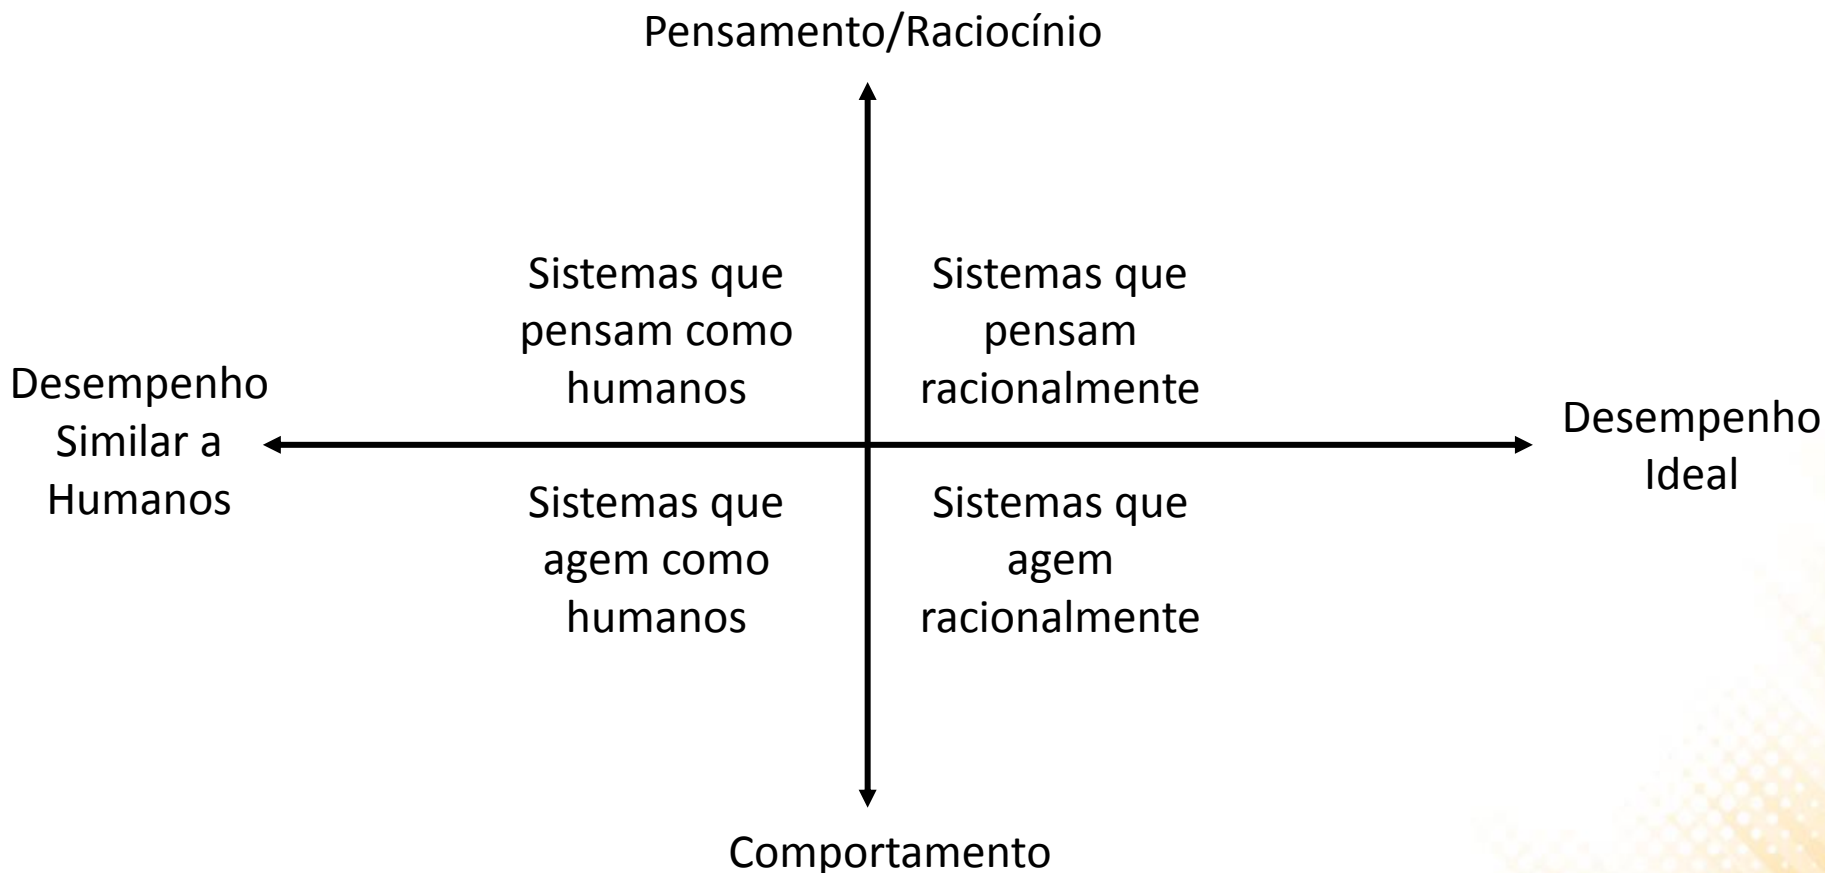 Pensamento/Raciocínio
Sistemas que
pensam como
humanos
Sistemas que
pensam
racionalmente
Desempenho
Similar a
Humanos
Desempenho
Ideal
Sistemas que
agem como
humanos
Sistemas que
agem
racionalmente
Comportamento